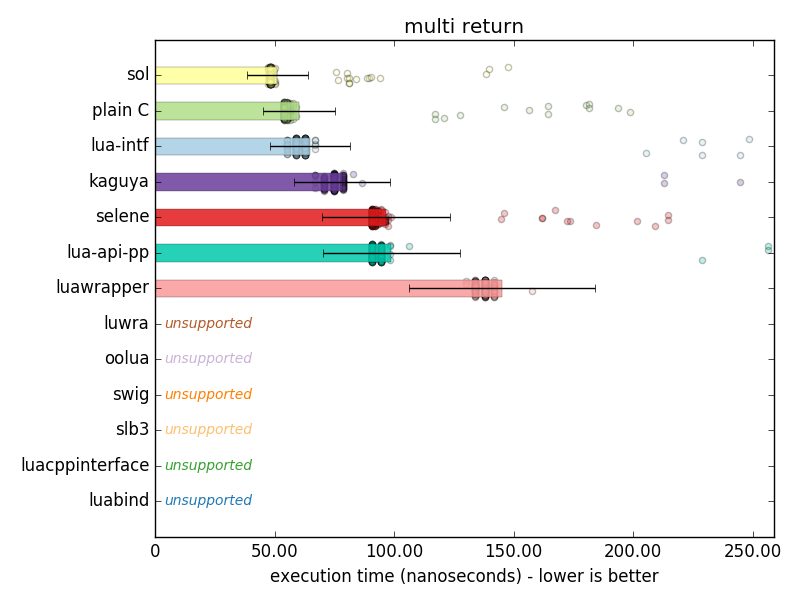 multi return
sol
plain C
lua-intf
kaguya
selene
lua-api-pp
luawrapper
luwra unsupported
oolua unsupported
swig unsupported
slb3 unsupported
luacppinterface unsupported
luabind unsupported
0 50.00 100.00 150.00 200.00 250.00
execution time (nanoseconds) - lower is better